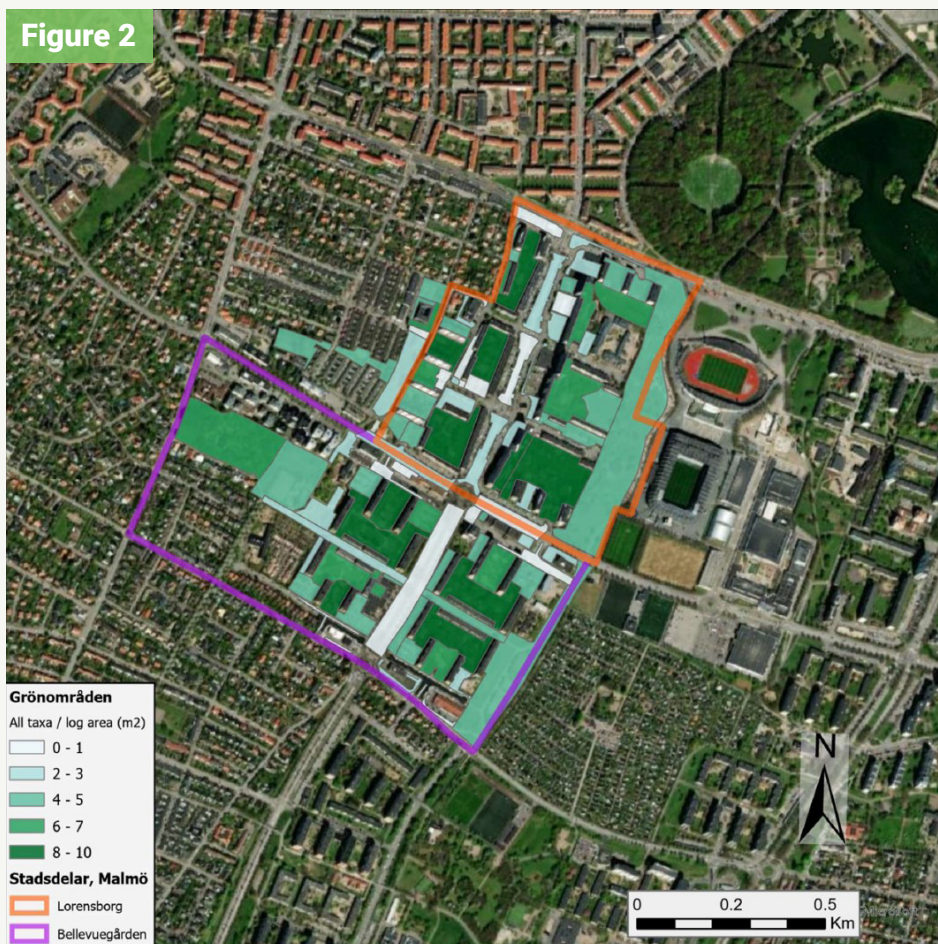 Figure 2
Grönområden
All taxa / log area (m2)
0 - 1
2 - 3
4 - 5
6 - 7
8 - 10
Stadsdelar, Malmö
Lorensborg
Bellevuegården
N
0 0.2 0.5
Km